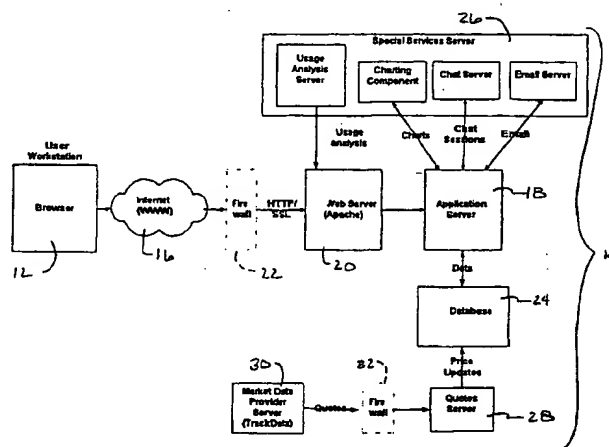 26
Special Services Server
Usage
Analysis
Server
Charting
Component
Chat Server
Email Server
Usage
analysis
Charts
Chat
Sessions
Email
User
Workstation
Browser
12
Internet
(WWW)
16
Fire
wall
22
HTTP/
SSL
Web Server
(Apache)
20
Application
Server
18
Data
Database
24
Price
Updates
30
Market Data
Provider
Server
(TrackData)
Quotes
32
Fire
wall
Quotes
Server
28